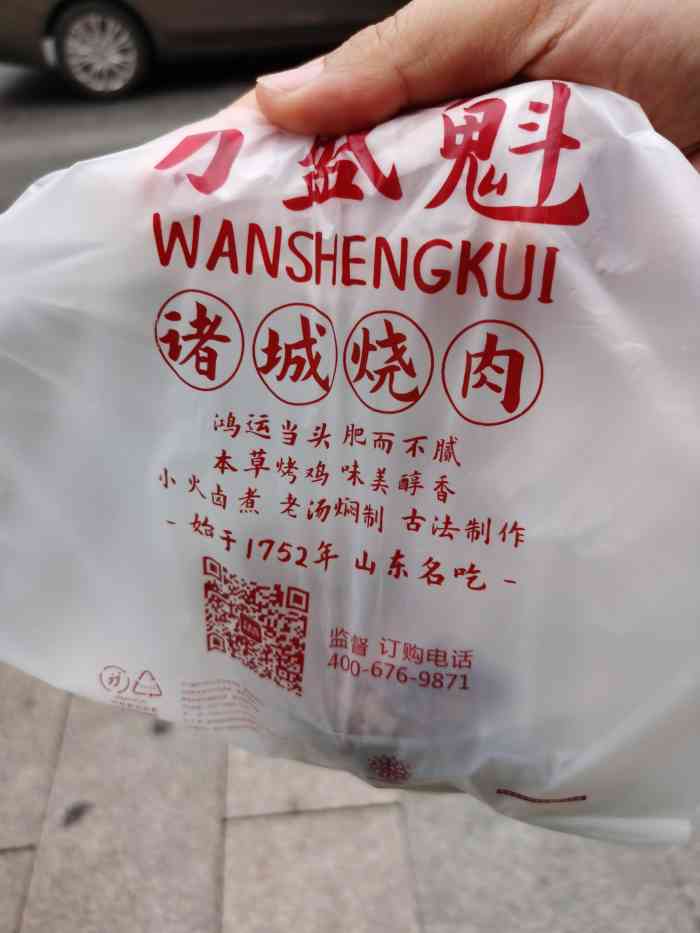 万盛魁
WANSHENGKUI
诸城烧肉
鸿运当头 肥而不腻
本草烤鸡 味美醇香
小火卤煮 老汤焖制 古法制作
- 始于1752年 山东名吃 -
监督 订购电话
400-676-9871